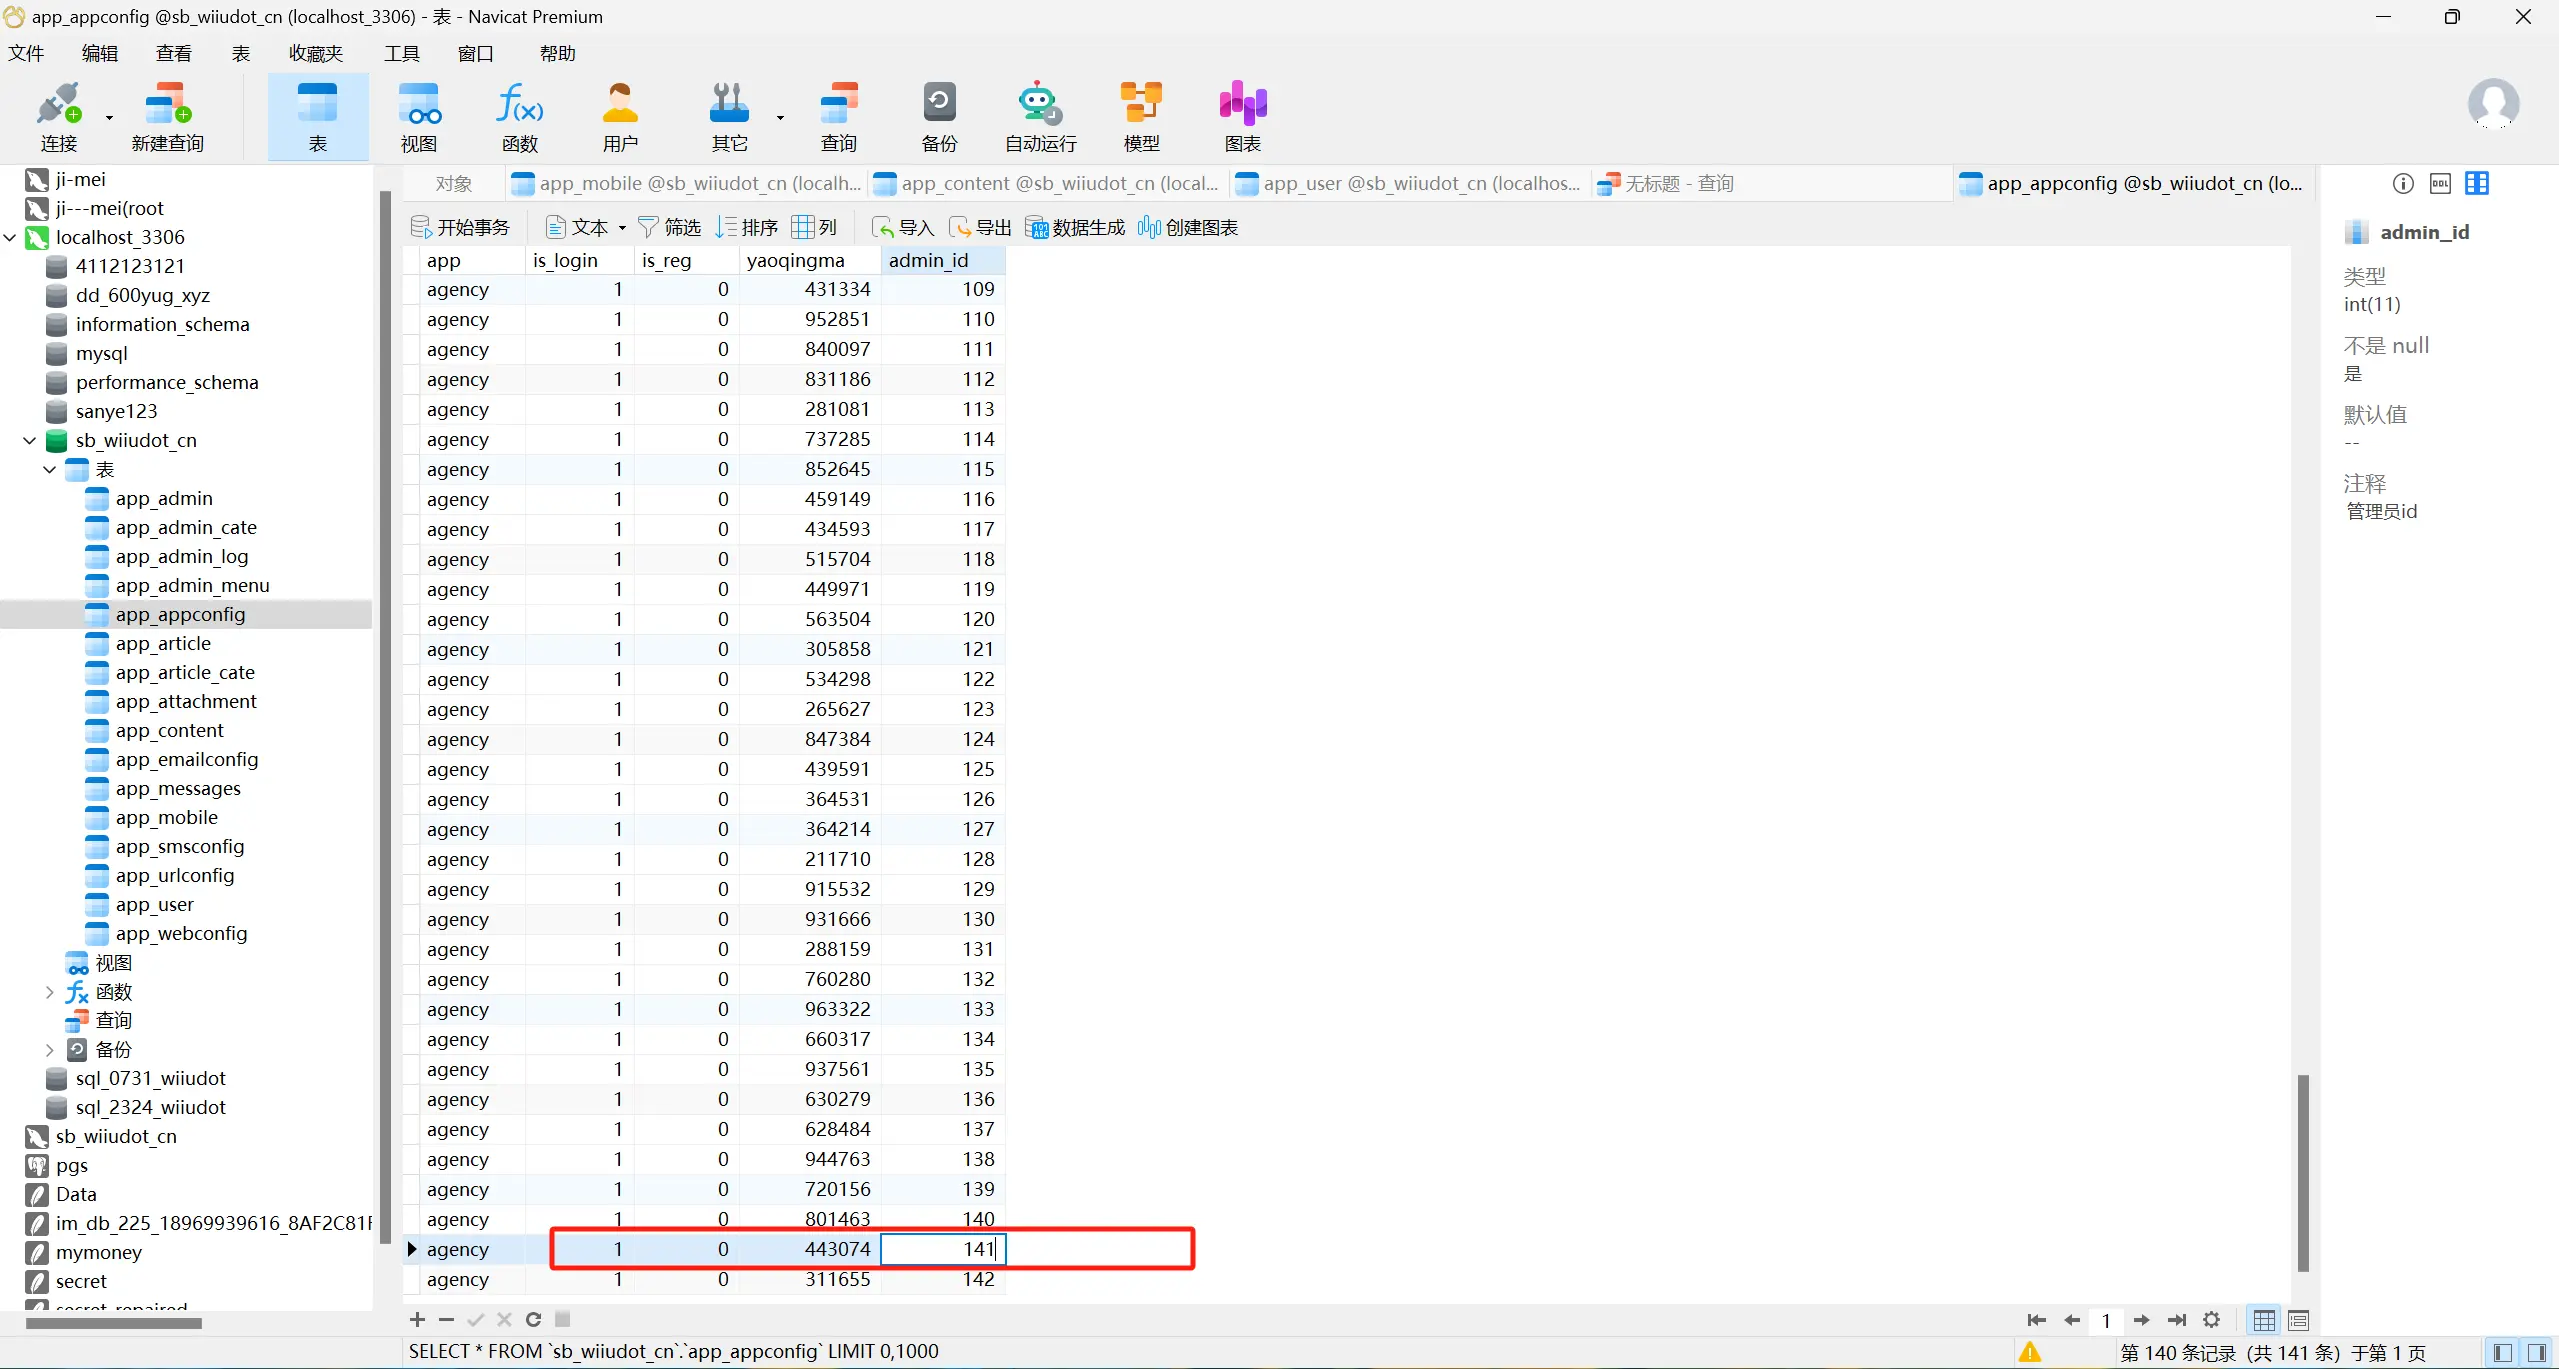 app_appconfig @sb_wiiudot_cn (localhost_3306) - 表 - Navicat Premium
文件 编辑 查看 表 收藏夹 工具 窗口 帮助
连接 新建查询 表 视图 函数 用户 其它 查询 备份 自动运行 模型 图表
ji-mei
ji---mei(root
localhost_3306
4112123121
dd_600yug_xyz
information_schema
mysql
performance_schema
sanye123
sb_wiiudot_cn
表
app_admin
app_admin_cate
app_admin_log
app_admin_menu
app_appconfig
app_article
app_article_cate
app_attachment
app_content
app_emailconfig
app_messages
app_mobile
app_smsconfig
app_urlconfig
app_user
app_webconfig
视图
函数
查询
备份
sql_0731_wiiudot
sql_2324_wiiudot
sb_wiiudot_cn
pgs
Data
im_db_225_18969939616_8AF2C81F
mymoney
secret
secret_repaired
对象 app_mobile @sb_wiiudot_cn (localh... app_content @sb_wiiudot_cn (local... app_user @sb_wiiudot_cn (localhos... 无标题 - 查询 app_appconfig @sb_wiiudot_cn (lo...
开始事务 文本 筛选 排序 列 导入 导出 数据生成 创建图表
app is_login is_reg yaoqingma admin_id
agency 1 0 431334 109
agency 1 0 952851 110
agency 1 0 840097 111
agency 1 0 831186 112
agency 1 0 281081 113
agency 1 0 737285 114
agency 1 0 852645 115
agency 1 0 459149 116
agency 1 0 434593 117
agency 1 0 515704 118
agency 1 0 449971 119
agency 1 0 563504 120
agency 1 0 305858 121
agency 1 0 534298 122
agency 1 0 265627 123
agency 1 0 847384 124
agency 1 0 439591 125
agency 1 0 364531 126
agency 1 0 364214 127
agency 1 0 211710 128
agency 1 0 915532 129
agency 1 0 931666 130
agency 1 0 288159 131
agency 1 0 760280 132
agency 1 0 963322 133
agency 1 0 660317 134
agency 1 0 937561 135
agency 1 0 630279 136
agency 1 0 628484 137
agency 1 0 944763 138
agency 1 0 720156 139
agency 1 0 801463 140
agency 1 0 443074 141
agency 1 0 311655 142
1
SELECT * FROM `sb_wiiudot_cn`.`app_appconfig` LIMIT 0,1000
第 140 条记录 (共 141 条) 于第 1 页
DDL
admin_id
类型
int(11)
不是 null
是
默认值
--
注释
管理员id